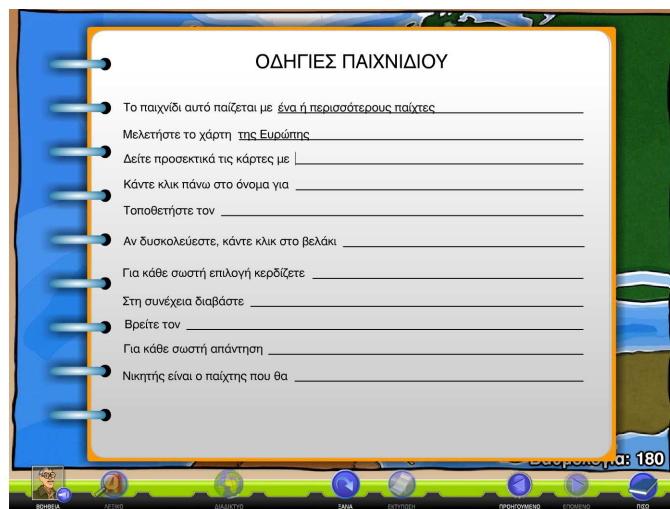 ΟΔΗΓΙΕΣ ΠΑΙΧΝΙΔΙΟΥ
Το παιχνίδι αυτό παίζεται με ένα ή περισσότερους παίχτες
Μελετήστε το χάρτη της Ευρώπης
Δείτε προσεκτικά τις κάρτες με
Κάντε κλικ πάνω στο όνομα για
Τοποθετήστε τον
Αν δυσκολεύεστε, κάντε κλικ στο βελάκι
Για κάθε σωστή επιλογή κερδίζετε
Στη συνέχεια διαβάστε
Βρείτε τον
Για κάθε σωστή απάντηση
Νικητής είναι ο παίχτης που θα
Βαθμολογία: 180
ΒΟΗΘΕΙΑ ΛΕΞΙΚΟ ΔΙΑΔΙΚΤΥΟ ΞΑΝΑ ΕΚΤΥΠΩΣΗ ΠΡΟΗΓΟΥΜΕΝΟ ΕΠΟΜΕΝΟ ΠΙΣΩ